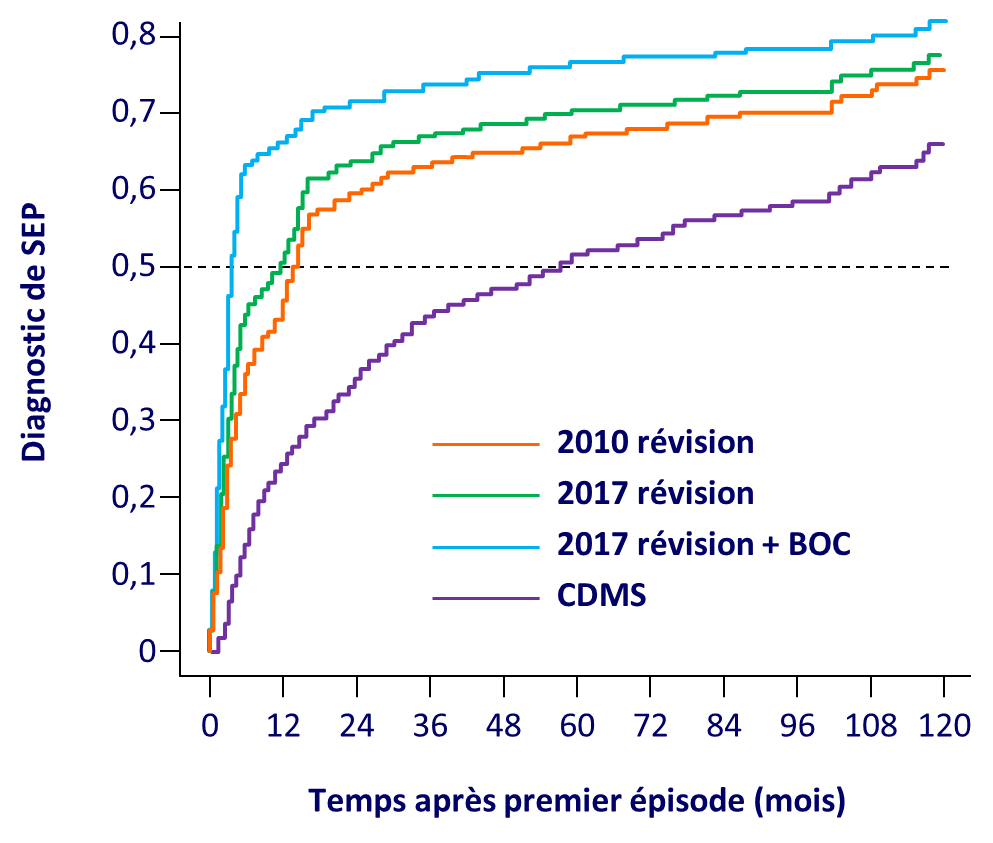 0,8
0,7
0,6
0,5
0,4
0,3
0,2
0,1
0
Diagnostic de SEP
2010 révision
2017 révision
2017 révision + BOC
CDMS
0 12 24 36 48 60 72 84 96 108 120
Temps après premier épisode (mois)